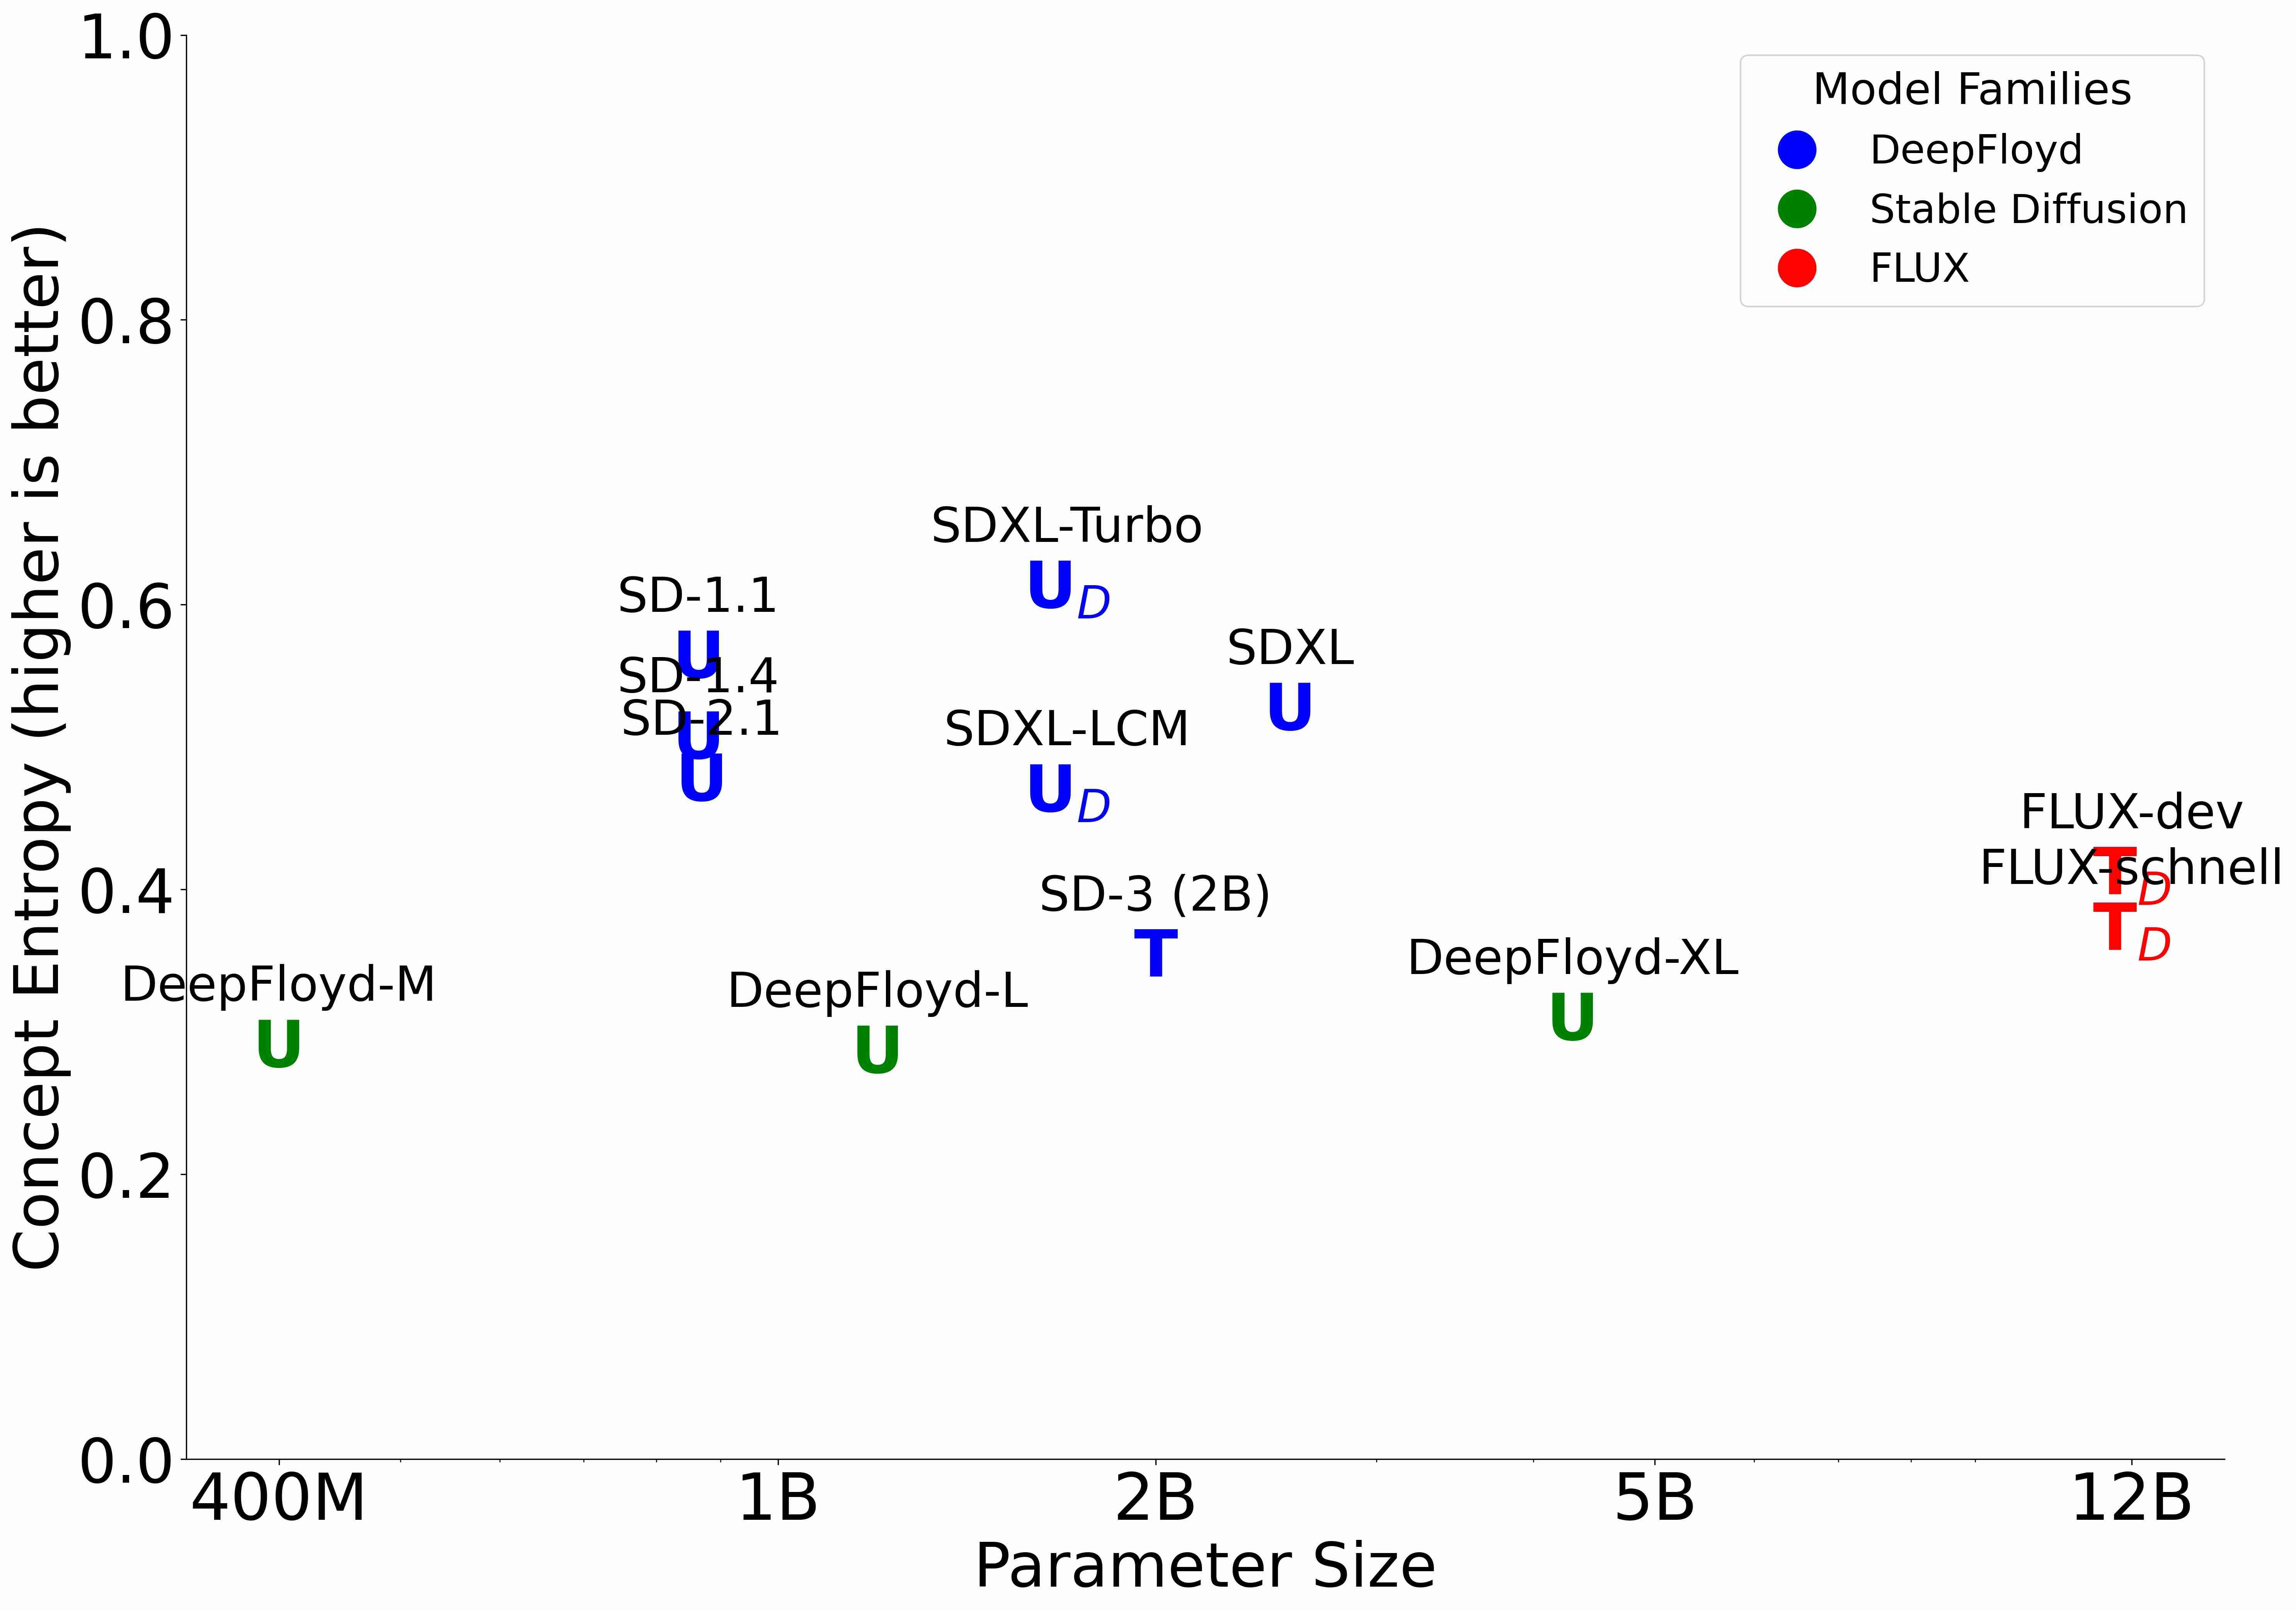 Concept Entropy (higher is better)
1.0
0.8
0.6
0.4
0.2
0.0
Model Families
DeepFloyd
Stable Diffusion
FLUX
SDXL-Turbo
U D
SD-1.1
U
SDXL
U
SD-1.4
U
SD-2.1
U
SDXL-LCM
U D
FLUX-dev
T D
FLUX-schnell
T D
SD-3 (2B)
T
DeepFloyd-XL
U
DeepFloyd-M
U
DeepFloyd-L
U
400M 1B 2B 5B 12B
Parameter Size